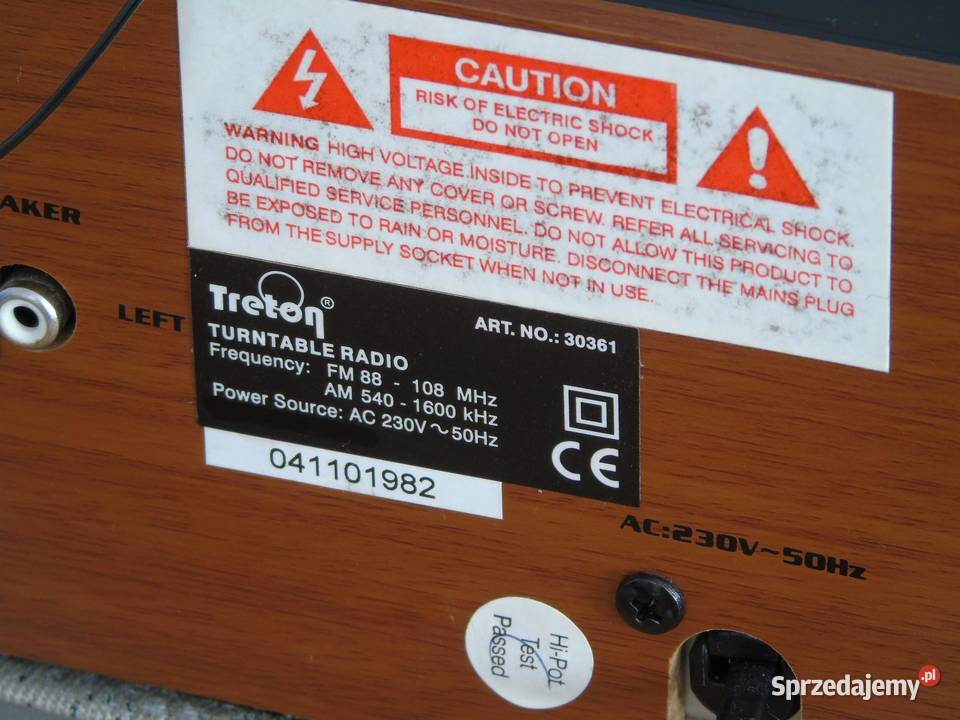 CAUTION
RISK OF ELECTRIC SHOCK
DO NOT OPEN
WARNING HIGH VOLTAGE INSIDE TO PREVENT ELECTRICAL SHOCK.
DO NOT REMOVE ANY COVER OR SCREW. REFER ALL SERVICING TO
QUALIFIED SERVICE PERSONNEL. DO NOT ALLOW THIS PRODUCT TO
BE EXPOSED TO RAIN OR MOISTURE. DISCONNECT THE MAINS PLUG
FROM THE SUPPLY SOCKET WHEN NOT IN USE.
AKER
LEFT
Treton®
ART. NO.: 30361
TURNTABLE RADIO
Frequency: FM 88 - 108 MHz
AM 540 - 1600 kHz
Power Source: AC 230V ~ 50Hz
CE
041101982
AC:230V~50Hz
Hi-Pot
Test
Passed
Sprzedajemy.pl